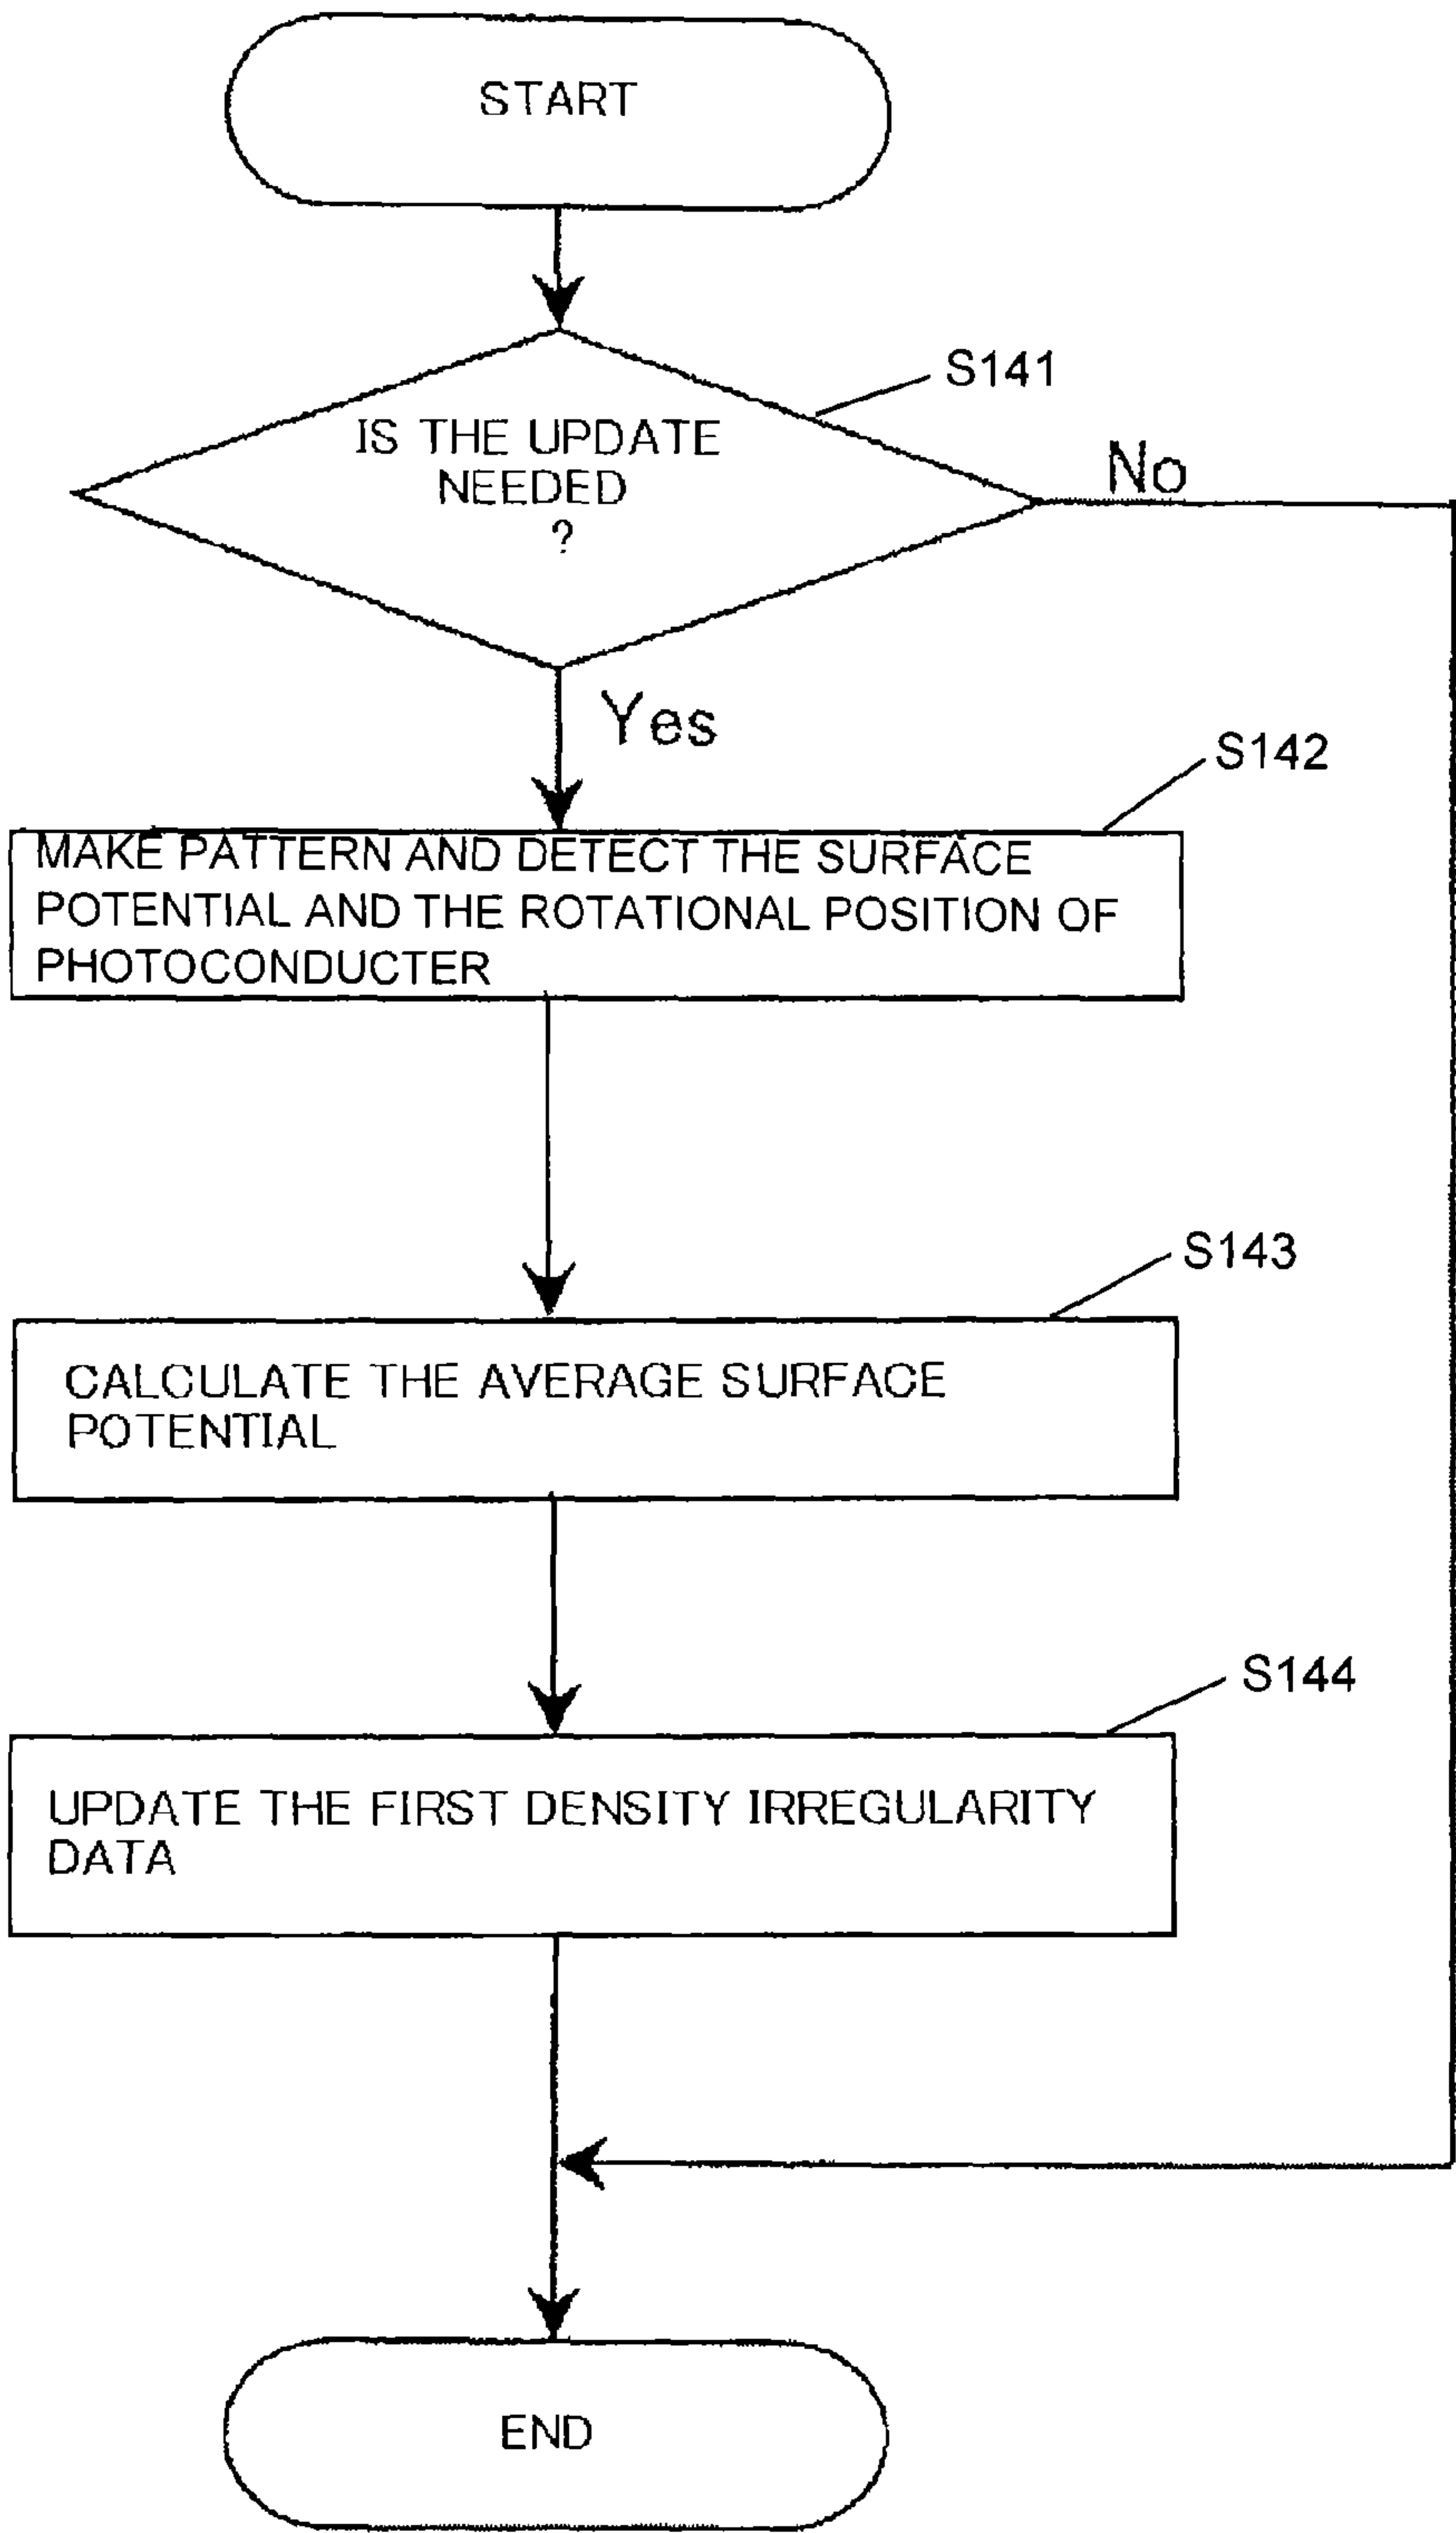 START
S141
IS THE UPDATE
NEEDED
?
No
Yes
S142
MAKE PATTERN AND DETECT THE SURFACE
POTENTIAL AND THE ROTATIONAL POSITION OF
PHOTOCONDUCTER
S143
CALCULATE THE AVERAGE SURFACE
POTENTIAL
S144
UPDATE THE FIRST DENSITY IRREGULARITY
DATA
END